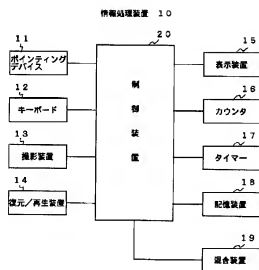 情報処理装置 10
11
ポインティング
デバイス
12
キーボード
13
撮影装置
14
復元/再生装置
20
制御装置
15
表示装置
16
カウンタ
17
タイマー
18
記憶装置
19
混合装置